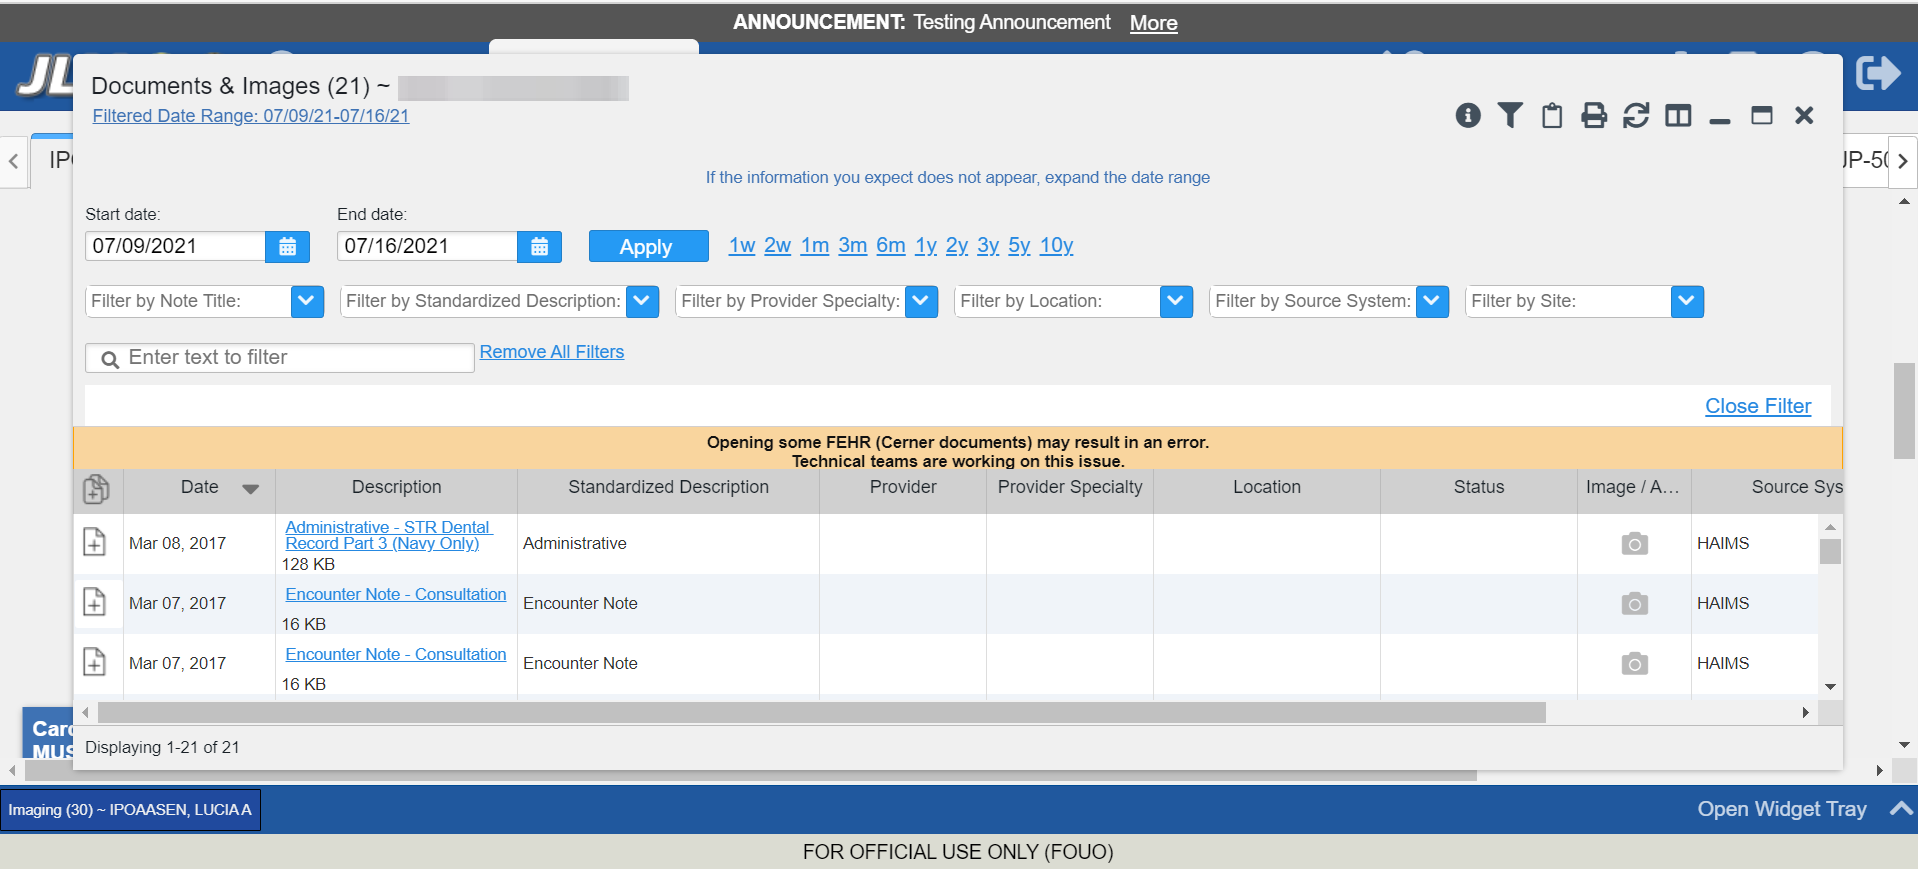 ANNOUNCEMENT: Testing Announcement More
JL
Documents & Images (21) ~
Filtered Date Range: 07/09/21-07/16/21
IP
JP-50
If the information you expect does not appear, expand the date range
Start date: End date:
07/09/2021 07/16/2021 Apply 1w 2w 1m 3m 6m 1y 2y 3y 5y 10y
Filter by Note Title: Filter by Standardized Description: Filter by Provider Specialty: Filter by Location: Filter by Source System: Filter by Site:
Enter text to filter Remove All Filters
Close Filter
Opening some FEHR (Cerner documents) may result in an error.
Technical teams are working on this issue.
Date Description Standardized Description Provider Provider Specialty Location Status Image / A... Source Sys
Administrative - STR Dental
Mar 08, 2017 Record Part 3 (Navy Only) Administrative HAIMS
128 KB
Encounter Note - Consultation
Mar 07, 2017 Encounter Note HAIMS
16 KB
Encounter Note - Consultation
Mar 07, 2017 Encounter Note HAIMS
16 KB
Card
MUS
Displaying 1-21 of 21
Imaging (30) ~ IPOAASEN, LUCIA A Open Widget Tray
FOR OFFICIAL USE ONLY (FOUO)